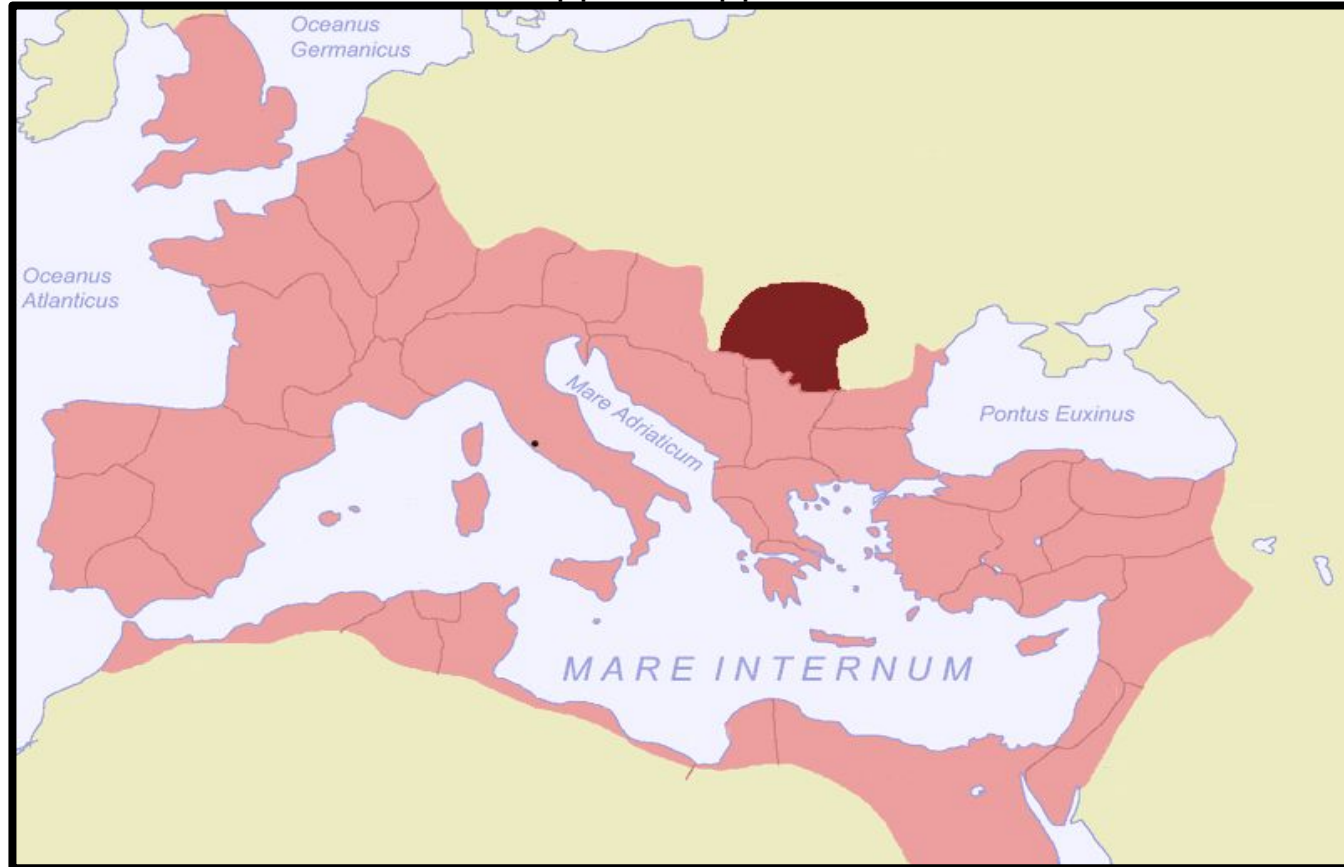 Oceanus
Germanicus
Oceanus
Atlanticus
Mare Adriaticum
Pontus Euxinus
MARE INTERNUM